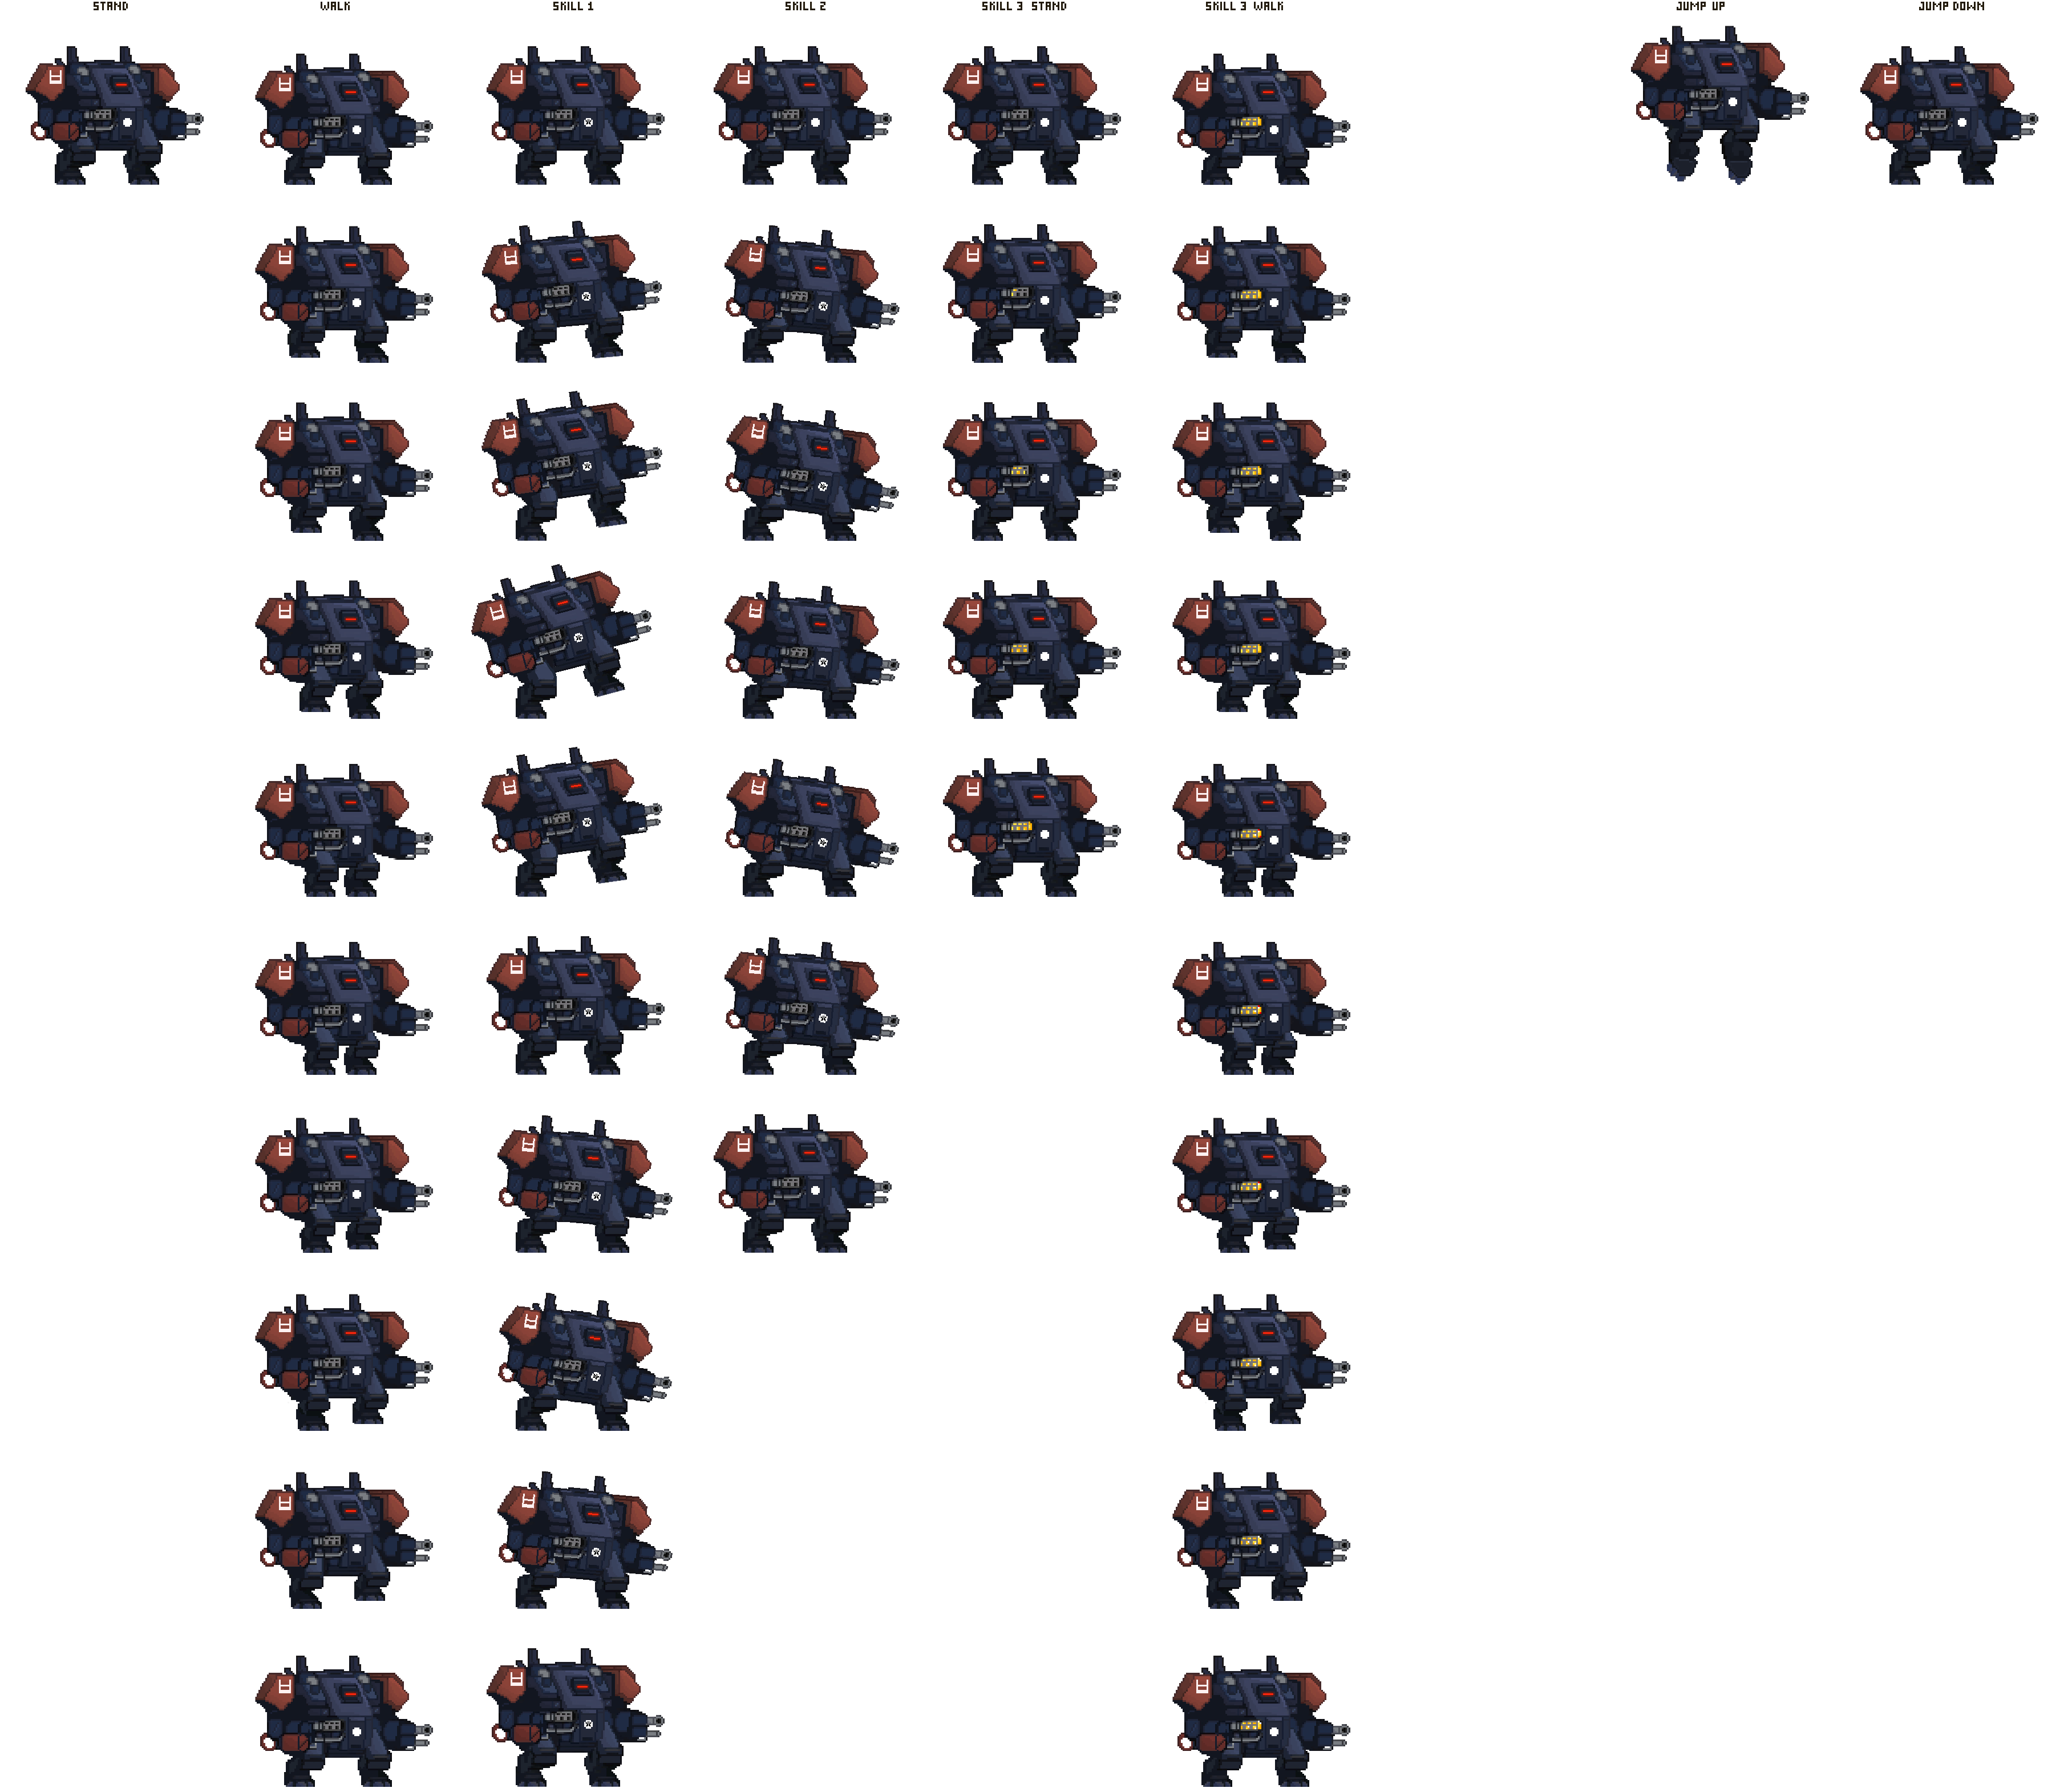 STAND
WALK
SKILL 1
SKILL 2
SKILL 3 STAND
SKILL 3 WALK
JUMP UP
JUMP DOWN